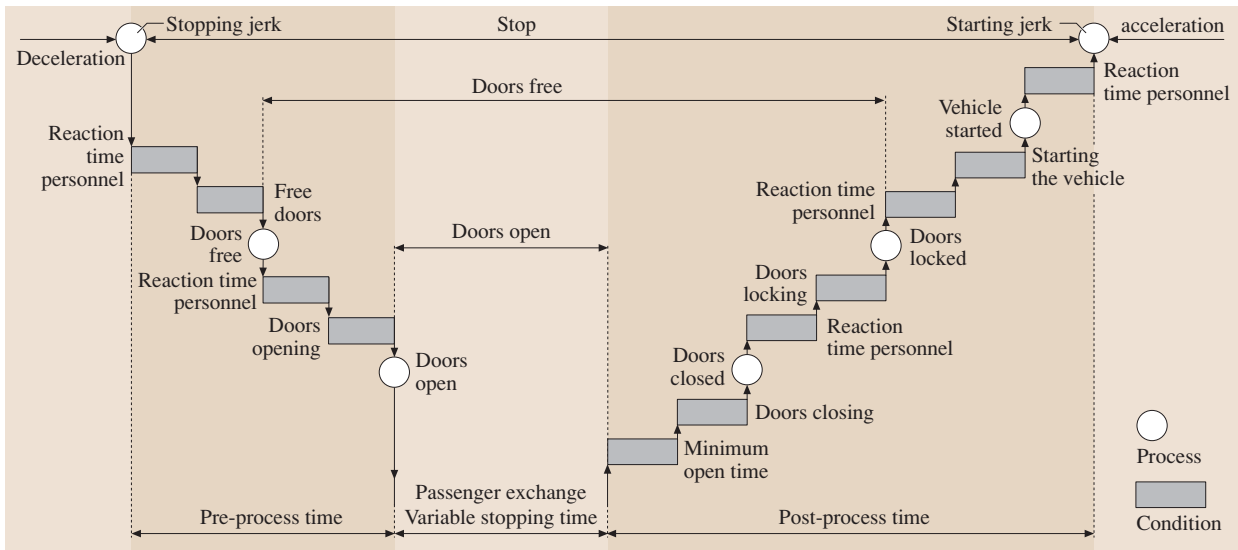 Stopping jerk
Stop
Starting jerk
acceleration
Deceleration
Reaction
time personnel
Doors free
Vehicle
started
Reaction
time
personnel
Starting
the vehicle
Free
doors
Reaction time
personnel
Doors
free
Doors open
Doors
locked
Reaction time
personnel
Doors
locking
Doors
opening
Reaction
time personnel
Doors
open
Doors
closed
Doors closing
Minimum
open time
Process
Passenger exchange
Pre-process time
Variable stopping time
Post-process time
Condition